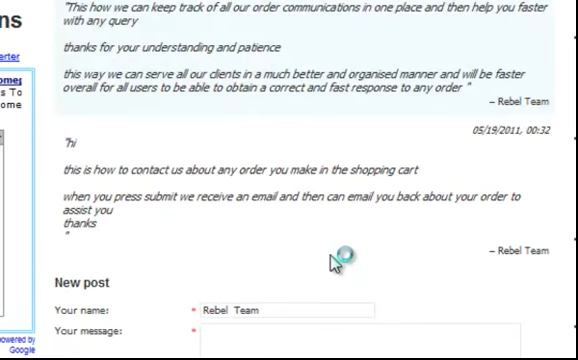 ns
"This how we can keep track of all our order communications in one place and then help you faster
with any query
erter
thanks for your understanding and patience
ome;
s To
ome
this way we can serve all our clients in a much better and organised manner and will be faster
overall for all users to be able to obtain a correct and fast response to any order "
– Rebel Team
05/19/2011, 00:32
"hi
this is how to contact us about any order you make in the shopping cart
when you press submit we receive an email and then can email you back about your order to
assist you
thanks
"
– Rebel Team
New post
Your name: * Rebel Team
Your message: *
owered by
Google